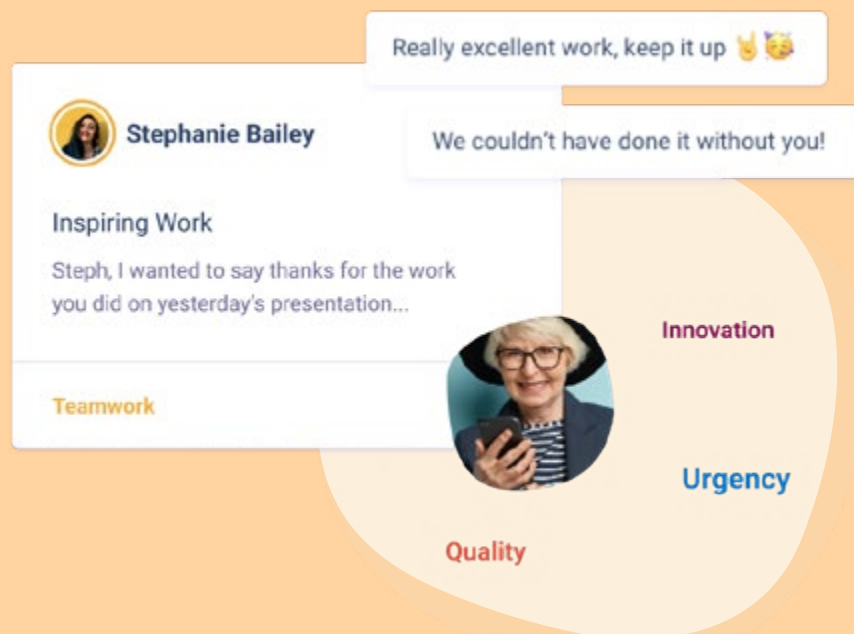 Really excellent work, keep it up 🤘🥳
We couldn't have done it without you!
Stephanie Bailey
Inspiring Work
Steph, I wanted to say thanks for the work
you did on yesterday's presentation...
Teamwork
Innovation
Urgency
Quality